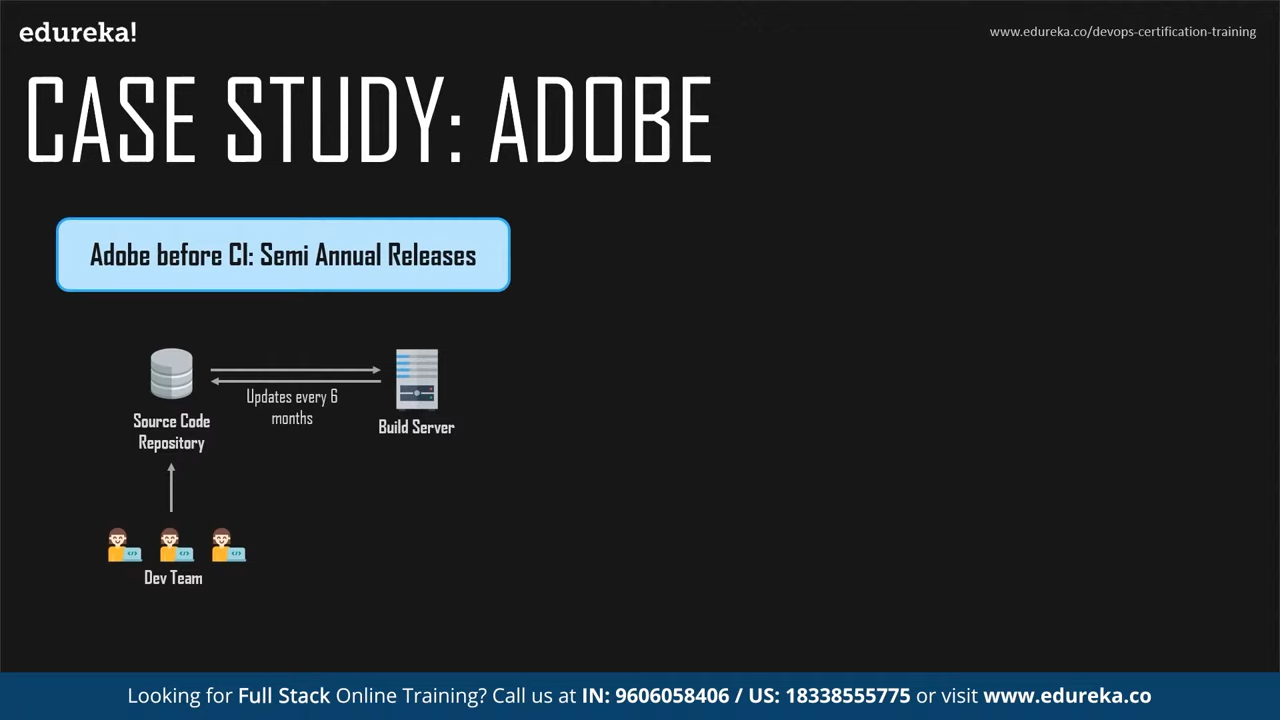 edureka!
www.edureka.co/devops-certification-training
CASE STUDY: ADOBE
Adobe before CI: Semi Annual Releases
Updates every 6
months
Source Code
Repository
Build Server
Dev Team
Looking for Full Stack Online Training? Call us at IN: 9606058406 / US: 18338555775 or visit www.edureka.co